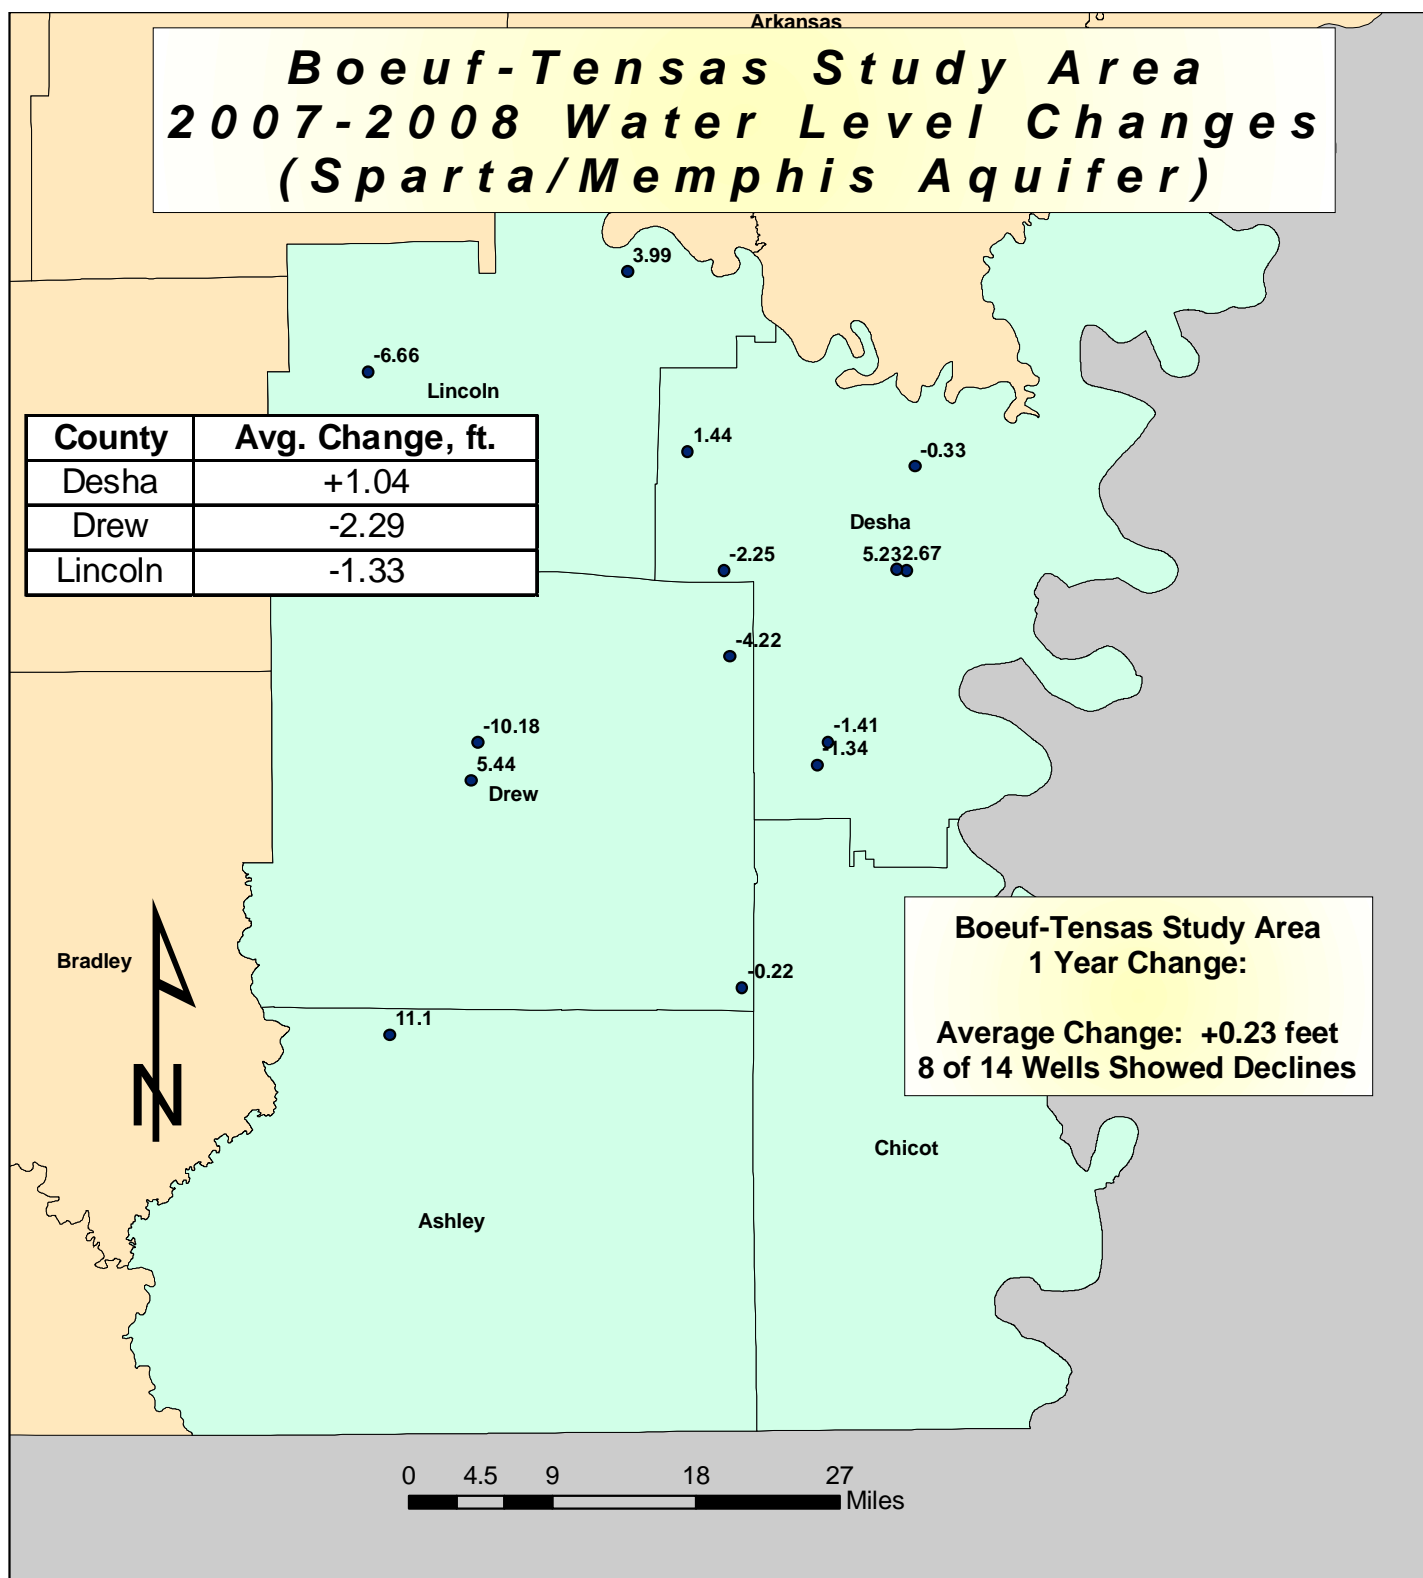 Arkansas
Boeuf-Tensas Study Area
2007-2008 Water Level Changes
(Sparta/Memphis Aquifer)
3.99
-6.66
Lincoln
County Avg. Change, ft.
Desha +1.04
Drew -2.29
Lincoln -1.33
1.44
-0.33
Desha
-2.25
5.23
2.67
-4.22
-10.18
-1.41
-1.34
5.44
Drew
Bradley
-0.22
11.1
N
Boeuf-Tensas Study Area
1 Year Change:
Average Change: +0.23 feet
8 of 14 Wells Showed Declines
Chicot
Ashley
0 4.5 9 18 27
Miles